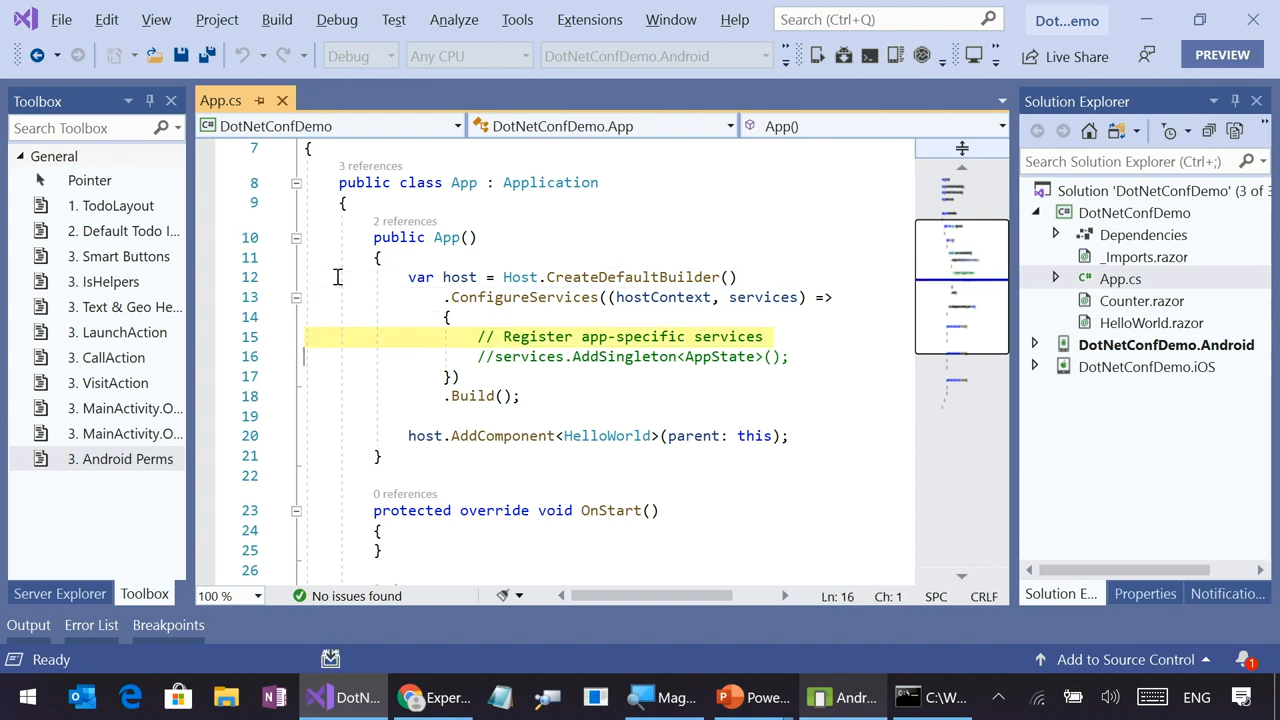 File Edit View Project Build Debug Test Analyze Tools Extensions Window Help Search (Ctrl+Q) Dot...emo
Debug Any CPU DotNetConfDemo.Android Live Share PREVIEW
Toolbox
Search Toolbox
General
Pointer
1. TodoLayout
2. Default Todo I...
3. Smart Buttons
3. IsHelpers
3. Text & Geo He...
3. LaunchAction
3. CallAction
3. VisitAction
3. MainActivity.O...
3. MainActivity.O...
3. Android Perms
Server Explorer Toolbox
App.cs
DotNetConfDemo DotNetConfDemo.App App()
7 {
3 references
8 public class App : Application
9 {
2 references
10 public App()
11 {
12 var host = Host.CreateDefaultBuilder()
13 .ConfigureServices((hostContext, services) =>
14 {
15 // Register app-specific services
16 //services.AddSingleton<AppState>();
17 })
18 .Build();
19
20 host.AddComponent<HelloWorld>(parent: this);
21 }
22
0 references
23 protected override void OnStart()
24 {
25 }
26
100 % No issues found Ln: 16 Ch: 1 SPC CRLF
Solution Explorer
Search Solution Explorer (Ctrl+;)
Solution 'DotNetConfDemo' (3 of 3
DotNetConfDemo
Dependencies
_Imports.razor
App.cs
Counter.razor
HelloWorld.razor
DotNetConfDemo.Android
DotNetConfDemo.iOS
Solution E... Properties Notificatio...
Output Error List Breakpoints
Ready Add to Source Control 1
DotN... Exper... Mag... Powe... Andr... C:\W... ENG